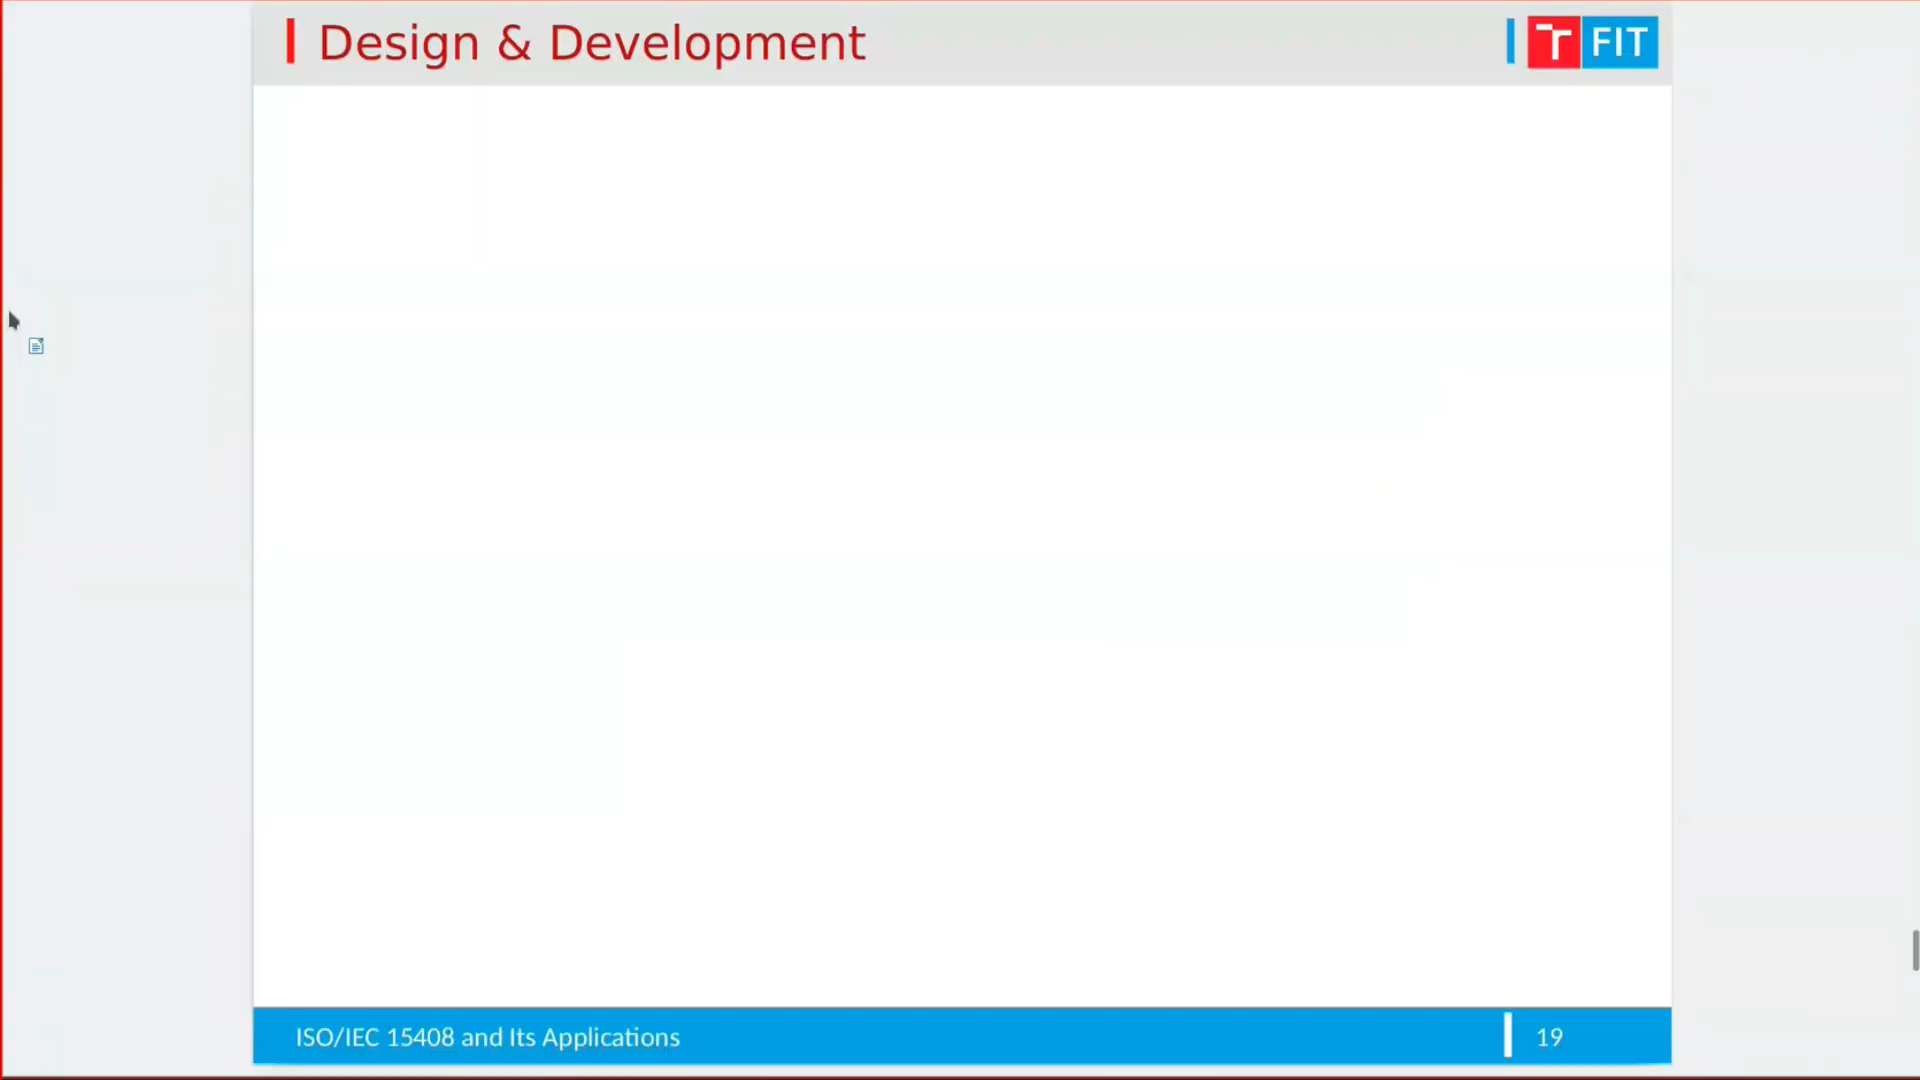 Design & Development
T FIT
ISO/IEC 15408 and Its Applications
19